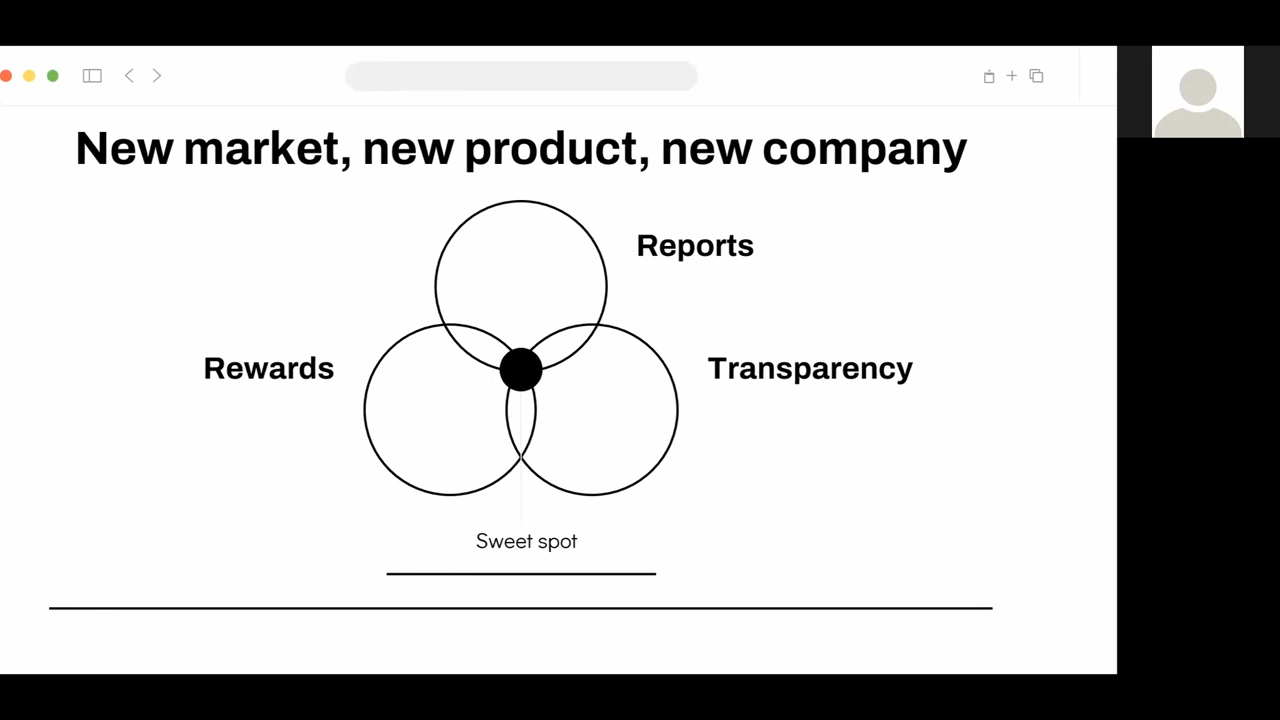 New market, new product, new company
Reports
Rewards
Transparency
Sweet spot